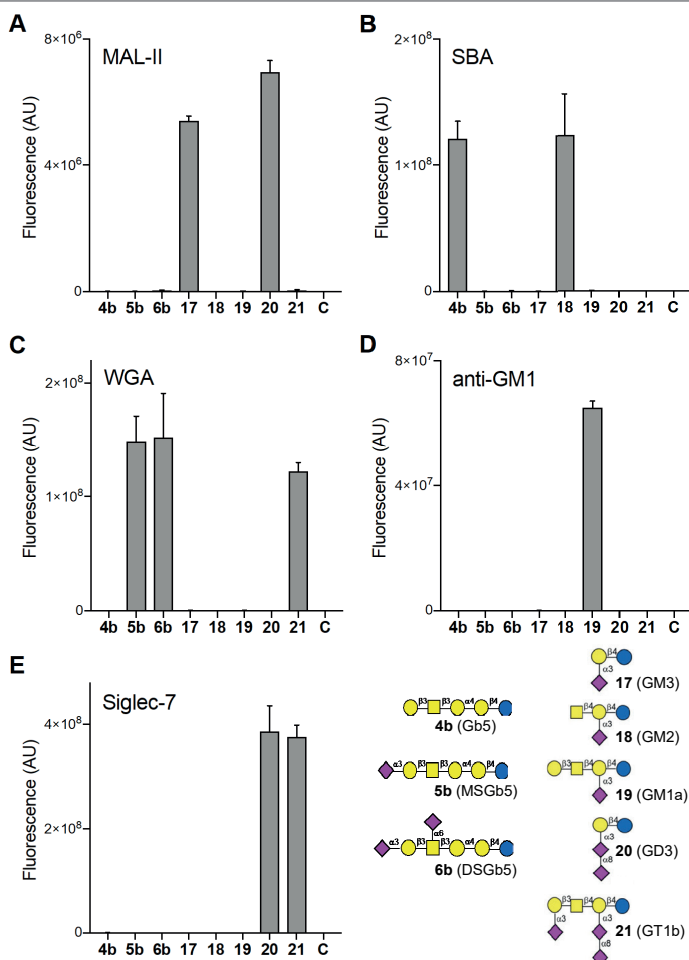 A
MAL-II
8×10⁶
4×10⁶
0
Fluorescence (AU)
4b 5b 6b 17 18 19 20 21 C
B
SBA
2×10⁸
1×10⁸
0
Fluorescence (AU)
4b 5b 6b 17 18 19 20 21 C
C
WGA
2×10⁸
1×10⁸
0
Fluorescence (AU)
4b 5b 6b 17 18 19 20 21 C
D
anti-GM1
8×10⁷
4×10⁷
0
Fluorescence (AU)
4b 5b 6b 17 18 19 20 21 C
E
Siglec-7
4×10⁸
2×10⁸
0
Fluorescence (AU)
4b 5b 6b 17 18 19 20 21 C
β3 β3 α4 β4
4b (Gb5)
α3 β3 β3 α4 β4
5b (MSGb5)
α6
α3 β3 β3 α4 β4
6b (DSGb5)
β4
α3
17 (GM3)
β4 β4
α3
18 (GM2)
β3 β4 β4
α3
19 (GM1a)
β4
α3
20 (GD3)
α8
β3 β4 β4
α3 α3
21 (GT1b)
α8